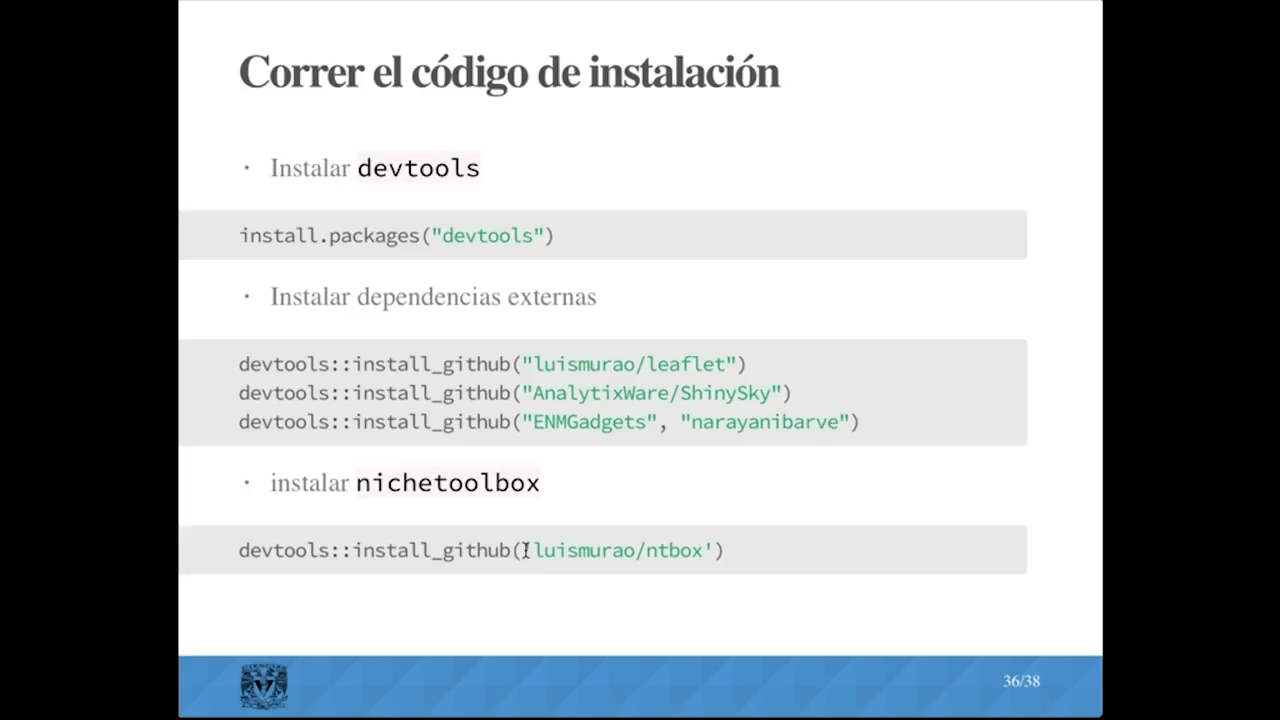 Correr el código de instalación
· Instalar devtools
install.packages("devtools")
· Instalar dependencias externas
devtools::install_github("luismurao/leaflet")
devtools::install_github("AnalytixWare/ShinySky")
devtools::install_github("ENMGadgets", "narayanibarve")
· instalar nichetoolbox
devtools::install_github('luismurao/ntbox')
36/38